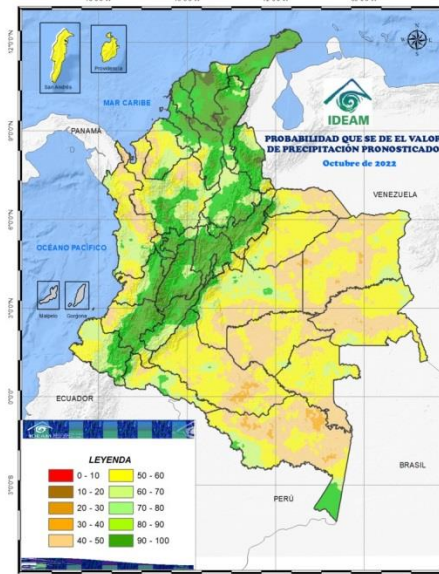 San Andrés
Providencia
MAR CARIBE
PANAMÁ
IDEAM
PROBABILIDAD QUE SE DE EL VALOR
DE PRECIPITACIÓN PRONOSTICADO
Octubre de 2022
VENEZUELA
OCÉANO PACÍFICO
Malpelo
Gorgona
ECUADOR
BRASIL
PERÚ
LEYENDA
0 - 10
50 - 60
10 - 20
60 - 70
20 - 30
70 - 80
30 - 40
80 - 90
40 - 50
90 - 100